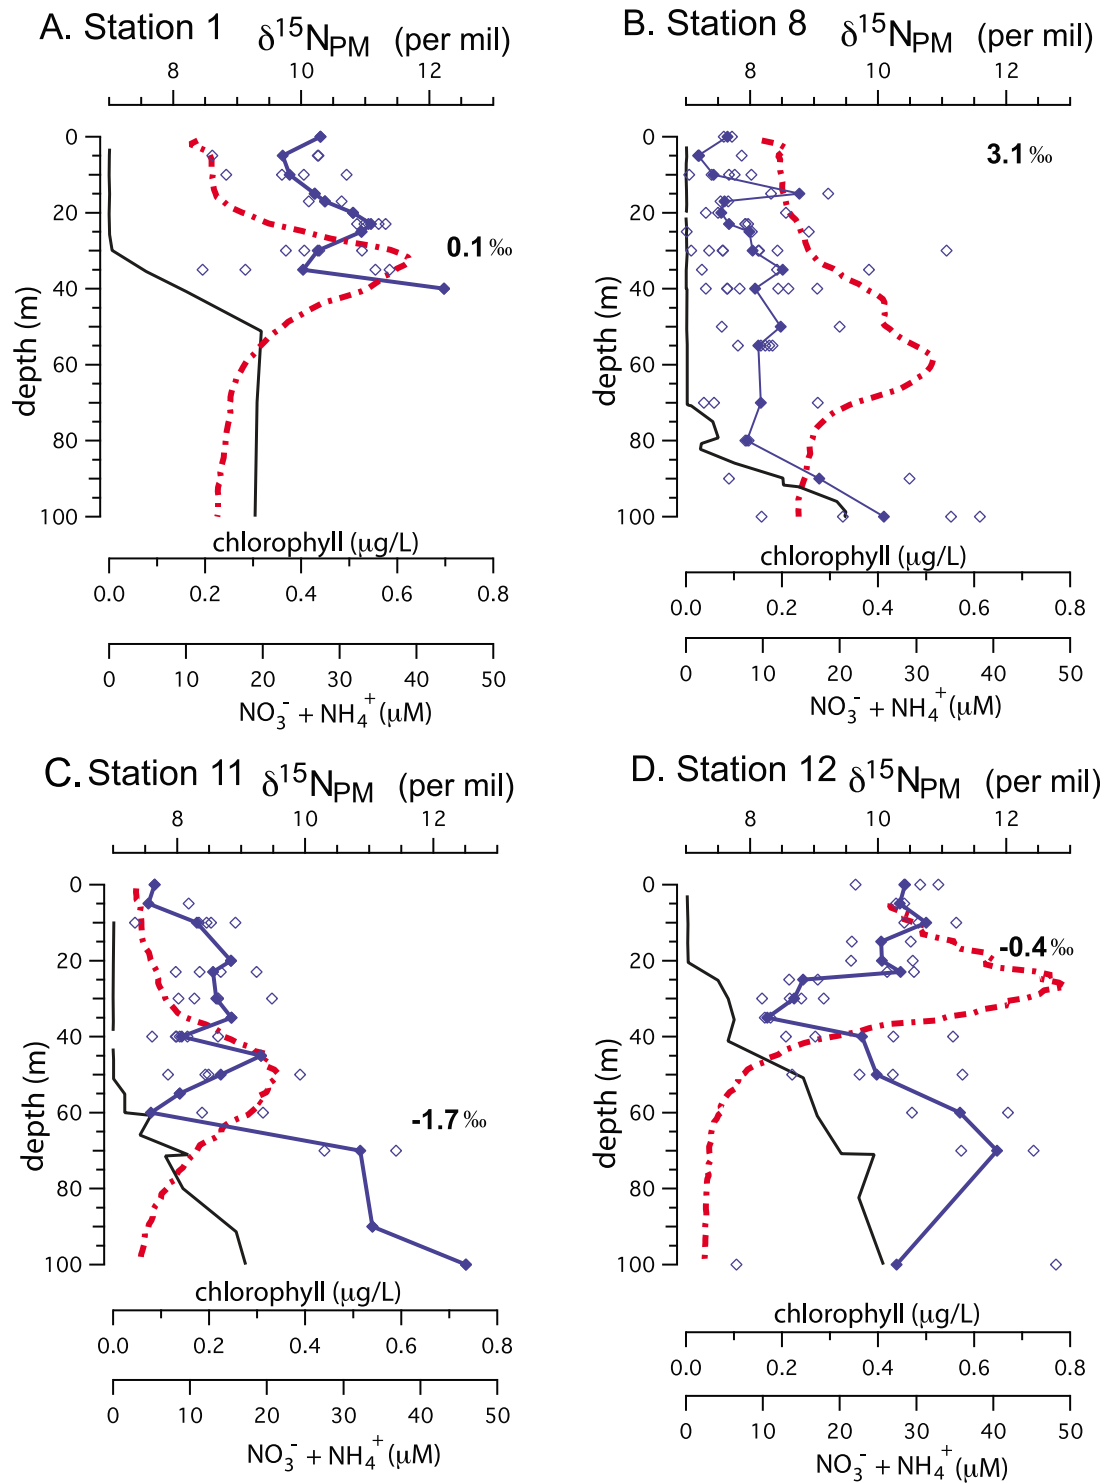 A. Station 1 δ¹⁵N_PM (per mil)
8 10 12
0
20
40
60
80
100
depth (m)
0.1 ‰
chlorophyll (μg/L)
0.0 0.2 0.4 0.6 0.8
0 10 20 30 40 50
NO₃⁻ + NH₄⁺ (μM)
B. Station 8 δ¹⁵N_PM (per mil)
8 10 12
0
20
40
60
80
100
depth (m)
3.1 ‰
chlorophyll (μg/L)
0.0 0.2 0.4 0.6 0.8
0 10 20 30 40 50
NO₃⁻ + NH₄⁺ (μM)
C. Station 11 δ¹⁵N_PM (per mil)
8 10 12
0
20
40
60
80
100
depth (m)
-1.7 ‰
chlorophyll (μg/L)
0.0 0.2 0.4 0.6 0.8
0 10 20 30 40 50
NO₃⁻ + NH₄⁺ (μM)
D. Station 12 δ¹⁵N_PM (per mil)
8 10 12
0
20
40
60
80
100
depth (m)
-0.4 ‰
chlorophyll (μg/L)
0.0 0.2 0.4 0.6 0.8
0 10 20 30 40 50
NO₃⁻ + NH₄⁺ (μM)